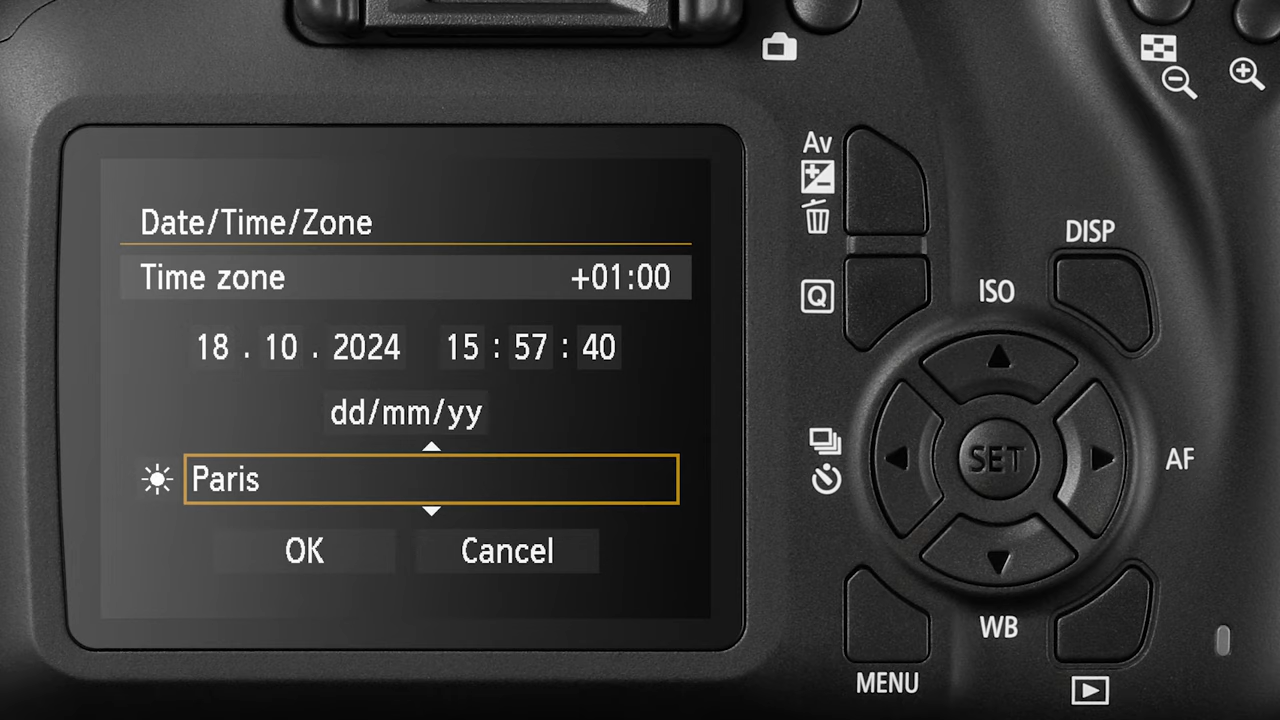 Date/Time/Zone
Time zone +01:00
18 . 10 . 2024 15 : 57 : 40
dd/mm/yy
Paris
OK Cancel
Av
Q
DISP
ISO
SET
AF
WB
MENU